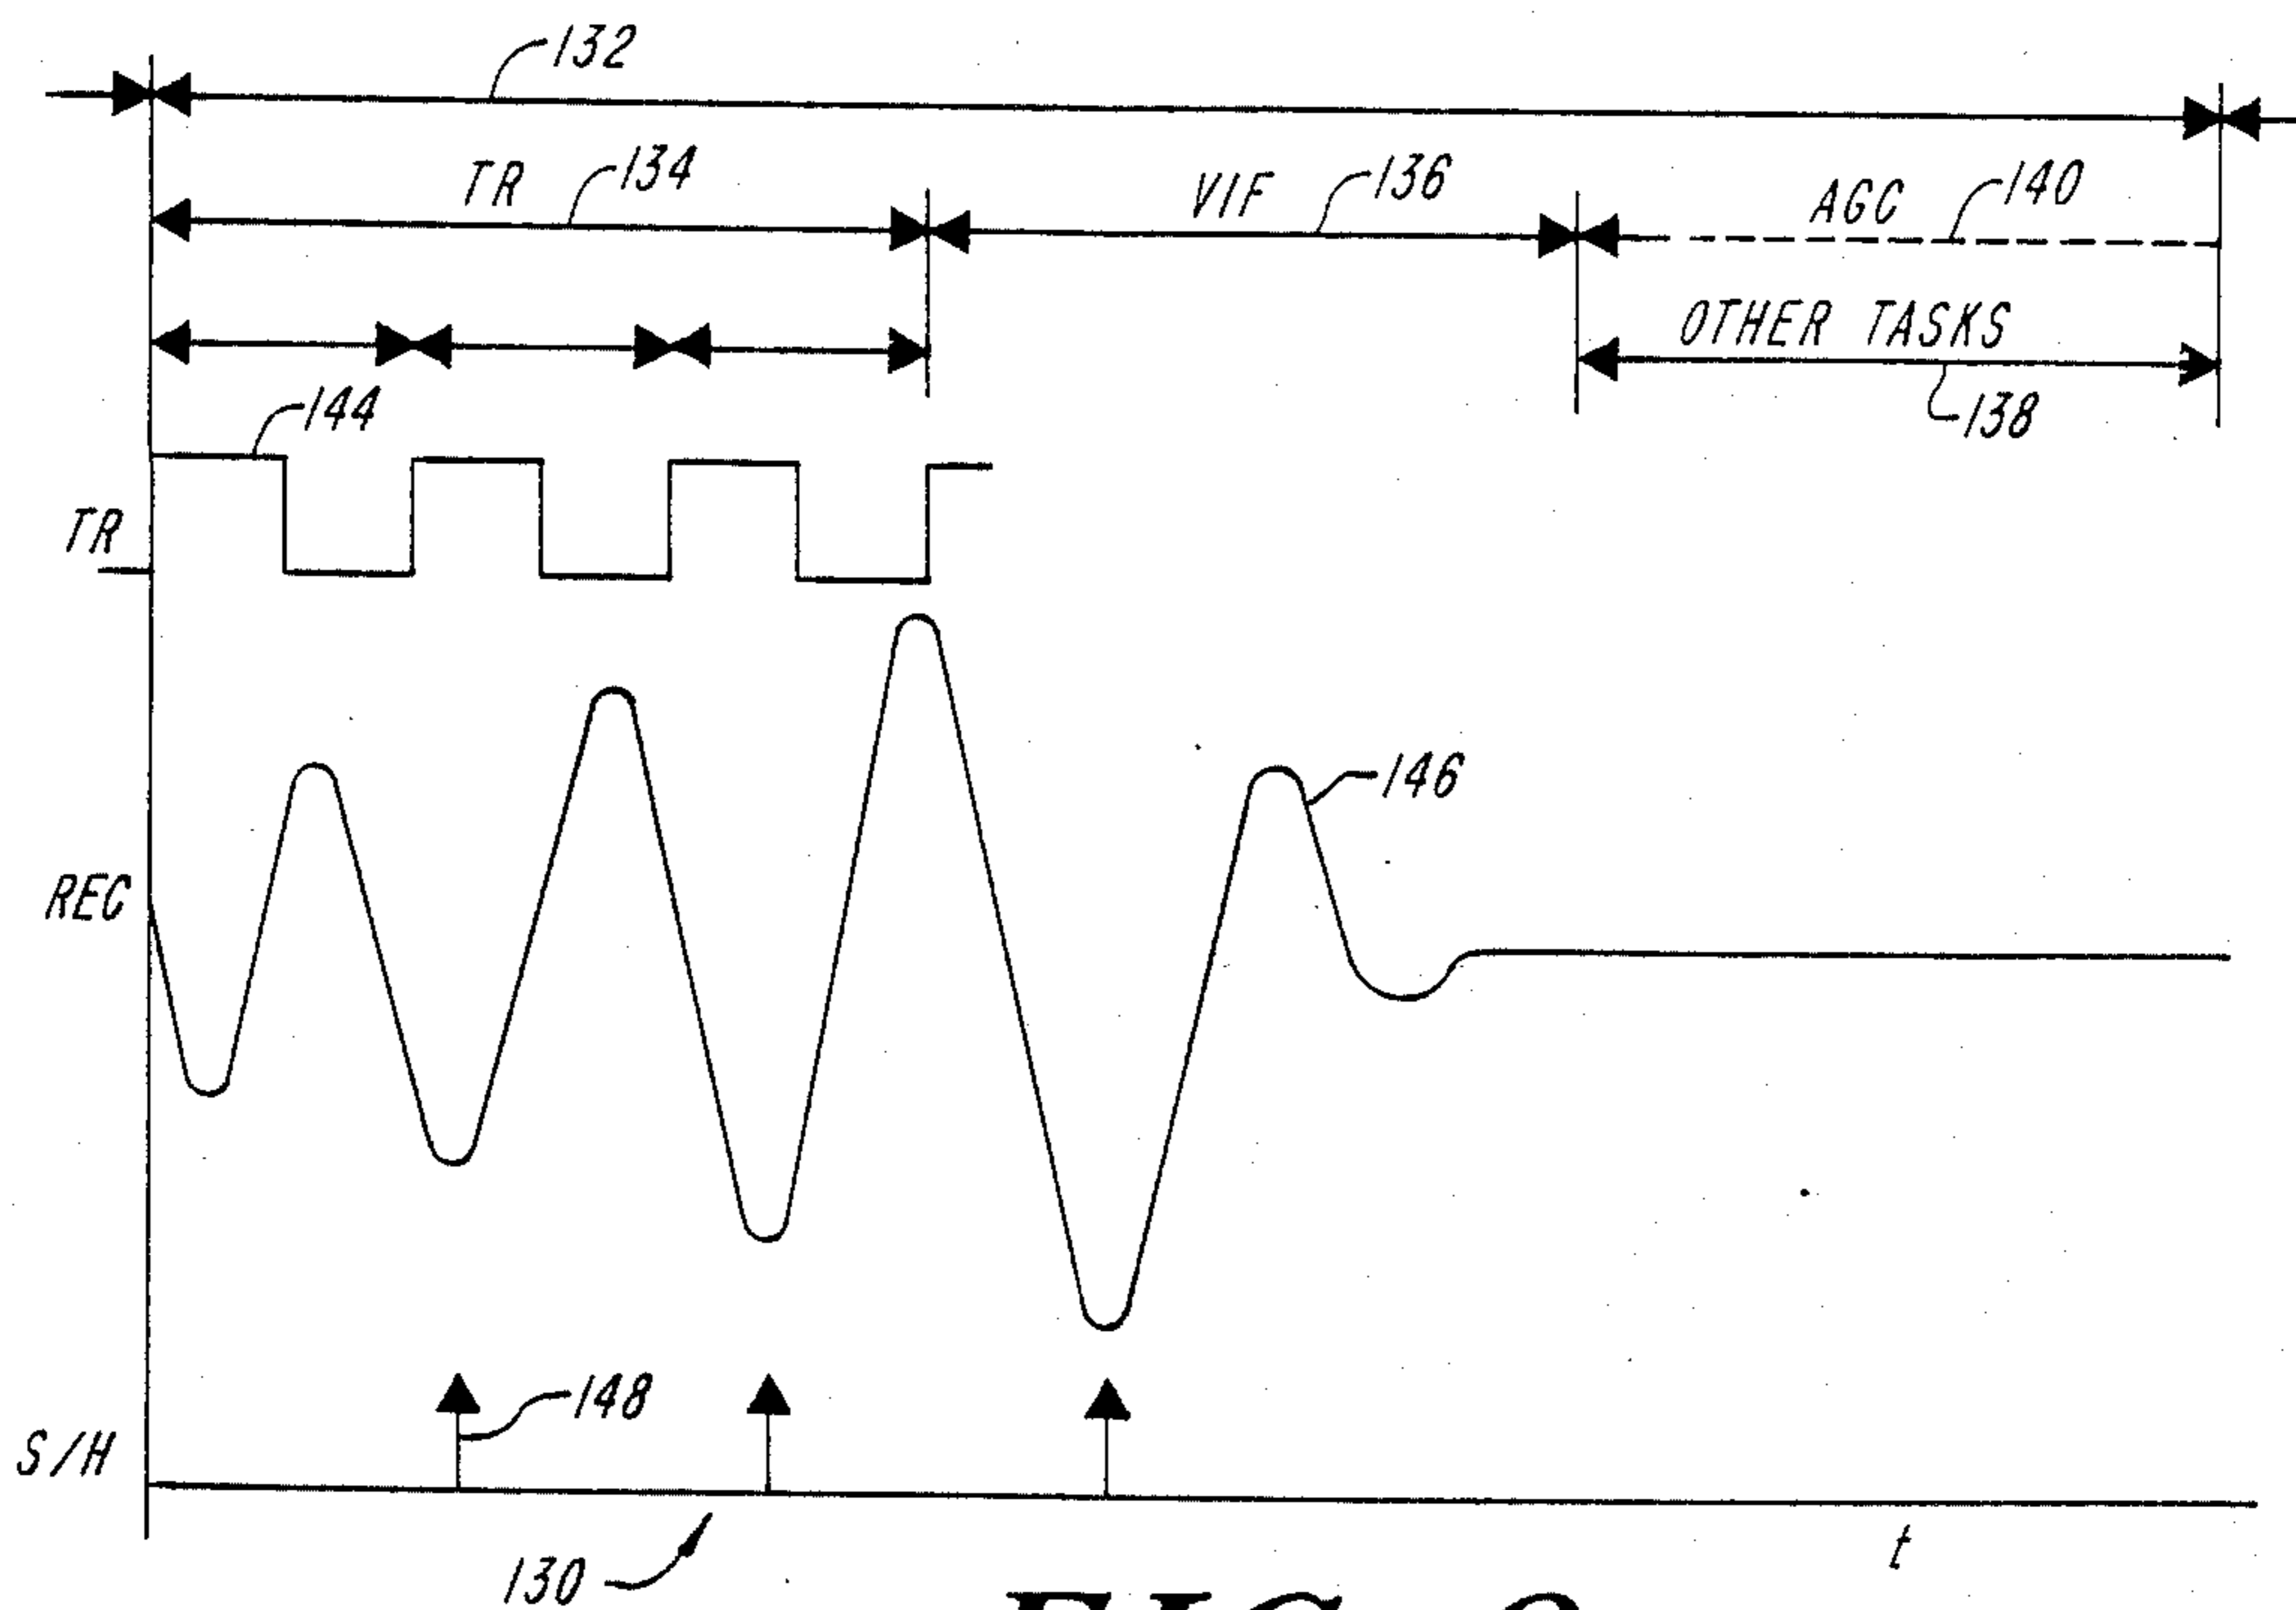 132
TR 134 VIF 136 AGC 140
OTHER TASKS
138
144
TR
146
REC
148
S/H
t
130